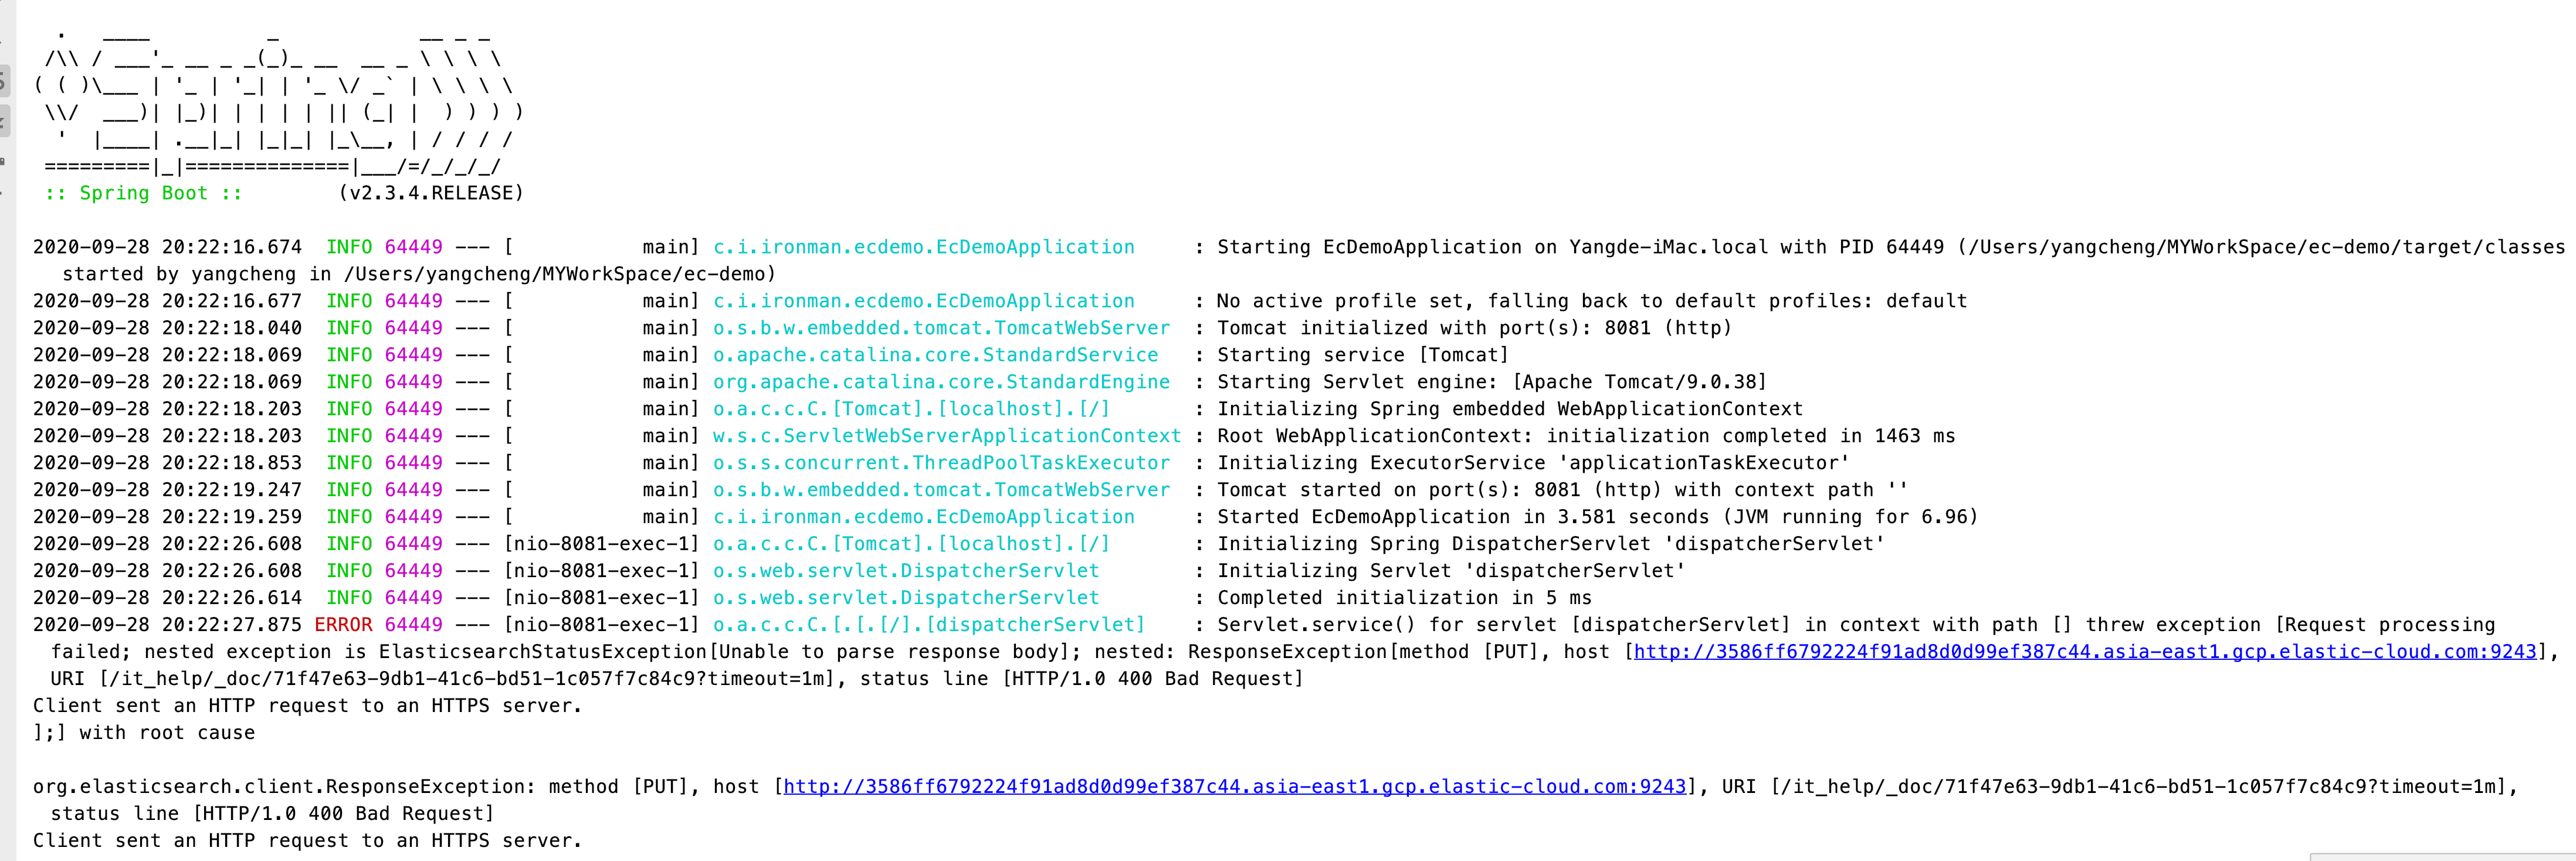 .   ____          _            __ _ _
 /\\ / ___'_ __ _ _(_)_ __  __ _ \ \ \ \
( ( )\___ | '_ | '_| | '_ \/ _` | \ \ \ \
 \\/  ___)| |_)| | | | | || (_| |  ) ) ) )
  '  |____| .__|_| |_|_| |_\__, | / / / /
 =========|_|==============|___/=/_/_/_/
 :: Spring Boot ::        (v2.3.4.RELEASE)
2020-09-28 20:22:16.674  INFO 64449 --- [           main] c.i.ironman.ecdemo.EcDemoApplication     : Starting EcDemoApplication on Yangde-iMac.local with PID 64449 (/Users/yangcheng/MYWorkSpace/ec-demo/target/classes
started by yangcheng in /Users/yangcheng/MYWorkSpace/ec-demo)
2020-09-28 20:22:16.677  INFO 64449 --- [           main] c.i.ironman.ecdemo.EcDemoApplication     : No active profile set, falling back to default profiles: default
2020-09-28 20:22:18.040  INFO 64449 --- [           main] o.s.b.w.embedded.tomcat.TomcatWebServer  : Tomcat initialized with port(s): 8081 (http)
2020-09-28 20:22:18.069  INFO 64449 --- [           main] o.apache.catalina.core.StandardService   : Starting service [Tomcat]
2020-09-28 20:22:18.069  INFO 64449 --- [           main] org.apache.catalina.core.StandardEngine  : Starting Servlet engine: [Apache Tomcat/9.0.38]
2020-09-28 20:22:18.203  INFO 64449 --- [           main] o.a.c.c.C.[Tomcat].[localhost].[/]       : Initializing Spring embedded WebApplicationContext
2020-09-28 20:22:18.203  INFO 64449 --- [           main] w.s.c.ServletWebServerApplicationContext : Root WebApplicationContext: initialization completed in 1463 ms
2020-09-28 20:22:18.853  INFO 64449 --- [           main] o.s.s.concurrent.ThreadPoolTaskExecutor  : Initializing ExecutorService 'applicationTaskExecutor'
2020-09-28 20:22:19.247  INFO 64449 --- [           main] o.s.b.w.embedded.tomcat.TomcatWebServer  : Tomcat started on port(s): 8081 (http) with context path ''
2020-09-28 20:22:19.259  INFO 64449 --- [           main] c.i.ironman.ecdemo.EcDemoApplication     : Started EcDemoApplication in 3.581 seconds (JVM running for 6.96)
2020-09-28 20:22:26.608  INFO 64449 --- [nio-8081-exec-1] o.a.c.c.C.[Tomcat].[localhost].[/]       : Initializing Spring DispatcherServlet 'dispatcherServlet'
2020-09-28 20:22:26.608  INFO 64449 --- [nio-8081-exec-1] o.s.web.servlet.DispatcherServlet        : Initializing Servlet 'dispatcherServlet'
2020-09-28 20:22:26.614  INFO 64449 --- [nio-8081-exec-1] o.s.web.servlet.DispatcherServlet        : Completed initialization in 5 ms
2020-09-28 20:22:27.875 ERROR 64449 --- [nio-8081-exec-1] o.a.c.c.C.[.[.[/].[dispatcherServlet]    : Servlet.service() for servlet [dispatcherServlet] in context with path [] threw exception [Request processing
failed; nested exception is ElasticsearchStatusException[Unable to parse response body]; nested: ResponseException[method [PUT], host [http://3586ff6792224f91ad8d0d99ef387c44.asia-east1.gcp.elastic-cloud.com:9243],
URI [/it_help/_doc/71f47e63-9db1-41c6-bd51-1c057f7c84c9?timeout=1m], status line [HTTP/1.0 400 Bad Request]
Client sent an HTTP request to an HTTPS server.
];] with root cause
org.elasticsearch.client.ResponseException: method [PUT], host [http://3586ff6792224f91ad8d0d99ef387c44.asia-east1.gcp.elastic-cloud.com:9243], URI [/it_help/_doc/71f47e63-9db1-41c6-bd51-1c057f7c84c9?timeout=1m],
status line [HTTP/1.0 400 Bad Request]
Client sent an HTTP request to an HTTPS server.